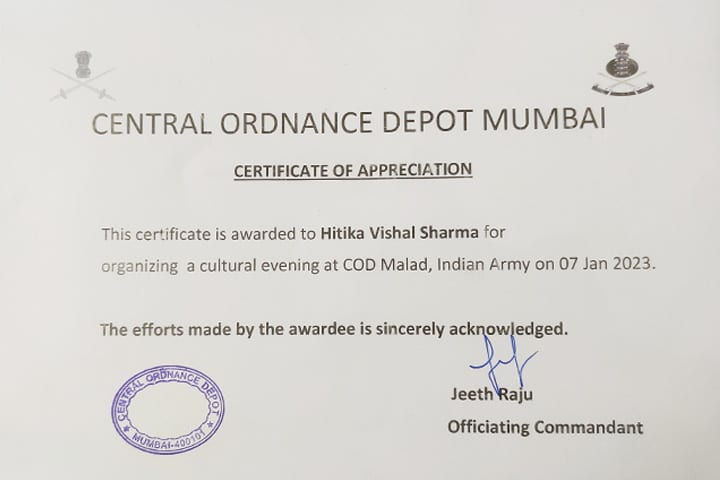 CENTRAL ORDNANCE DEPOT MUMBAI
CERTIFICATE OF APPRECIATION
This certificate is awarded to Hitika Vishal Sharma for
organizing a cultural evening at COD Malad, Indian Army on 07 Jan 2023.
The efforts made by the awardee is sincerely acknowledged.
Jeeth Raju
Officiating Commandant
CENTRAL ORDNANCE DEPOT
★ MUMBAI-400101 ★